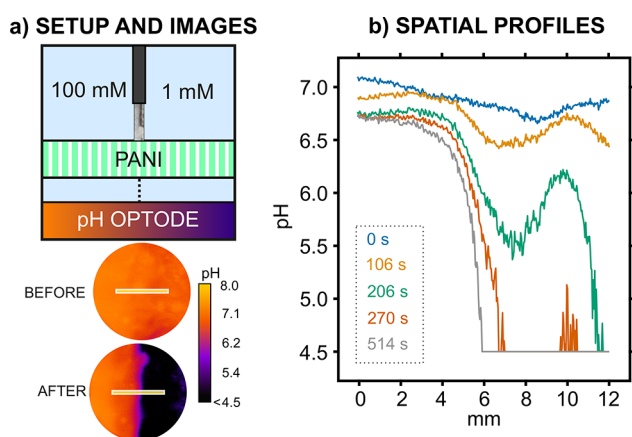 a) SETUP AND IMAGES
100 mM
1 mM
PANI
pH OPTODE
BEFORE
AFTER
pH
8.0
7.1
6.2
5.4
<4.5
b) SPATIAL PROFILES
pH
7.0
6.5
6.0
5.5
5.0
4.5
0 s
106 s
206 s
270 s
514 s
0 2 4 6 8 10 12
mm